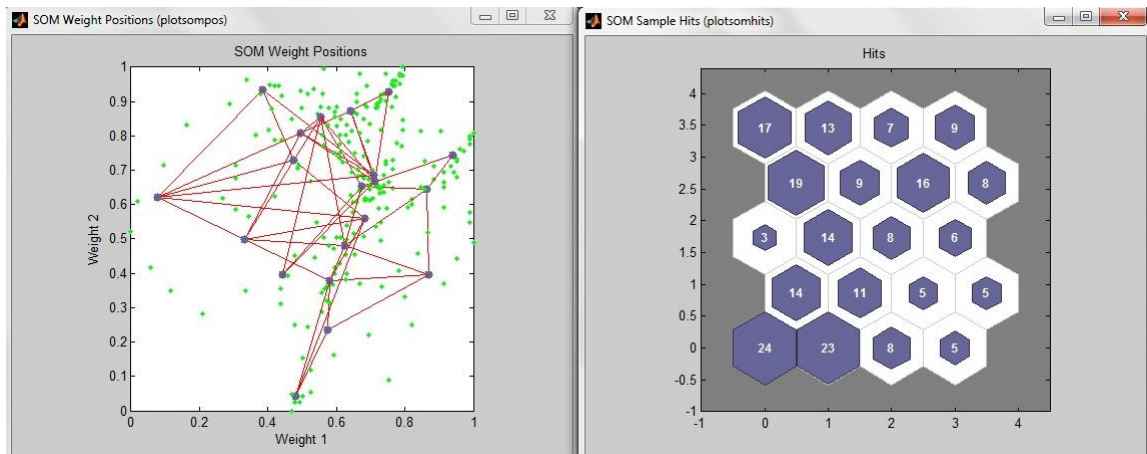 SOM Weight Positions (plotsompos)
SOM Weight Positions
1
0.9
0.8
0.7
0.6
0.5
0.4
0.3
0.2
0.1
0
Weight 2
0 0.2 0.4 0.6 0.8 1
Weight 1
SOM Sample Hits (plotsomhits)
Hits
4
3.5
3
2.5
2
1.5
1
0.5
0
-0.5
-1
17 13 7 9
19 9 16 8
3 14 8 6
14 11 5 5
24 23 8 5
-1 0 1 2 3 4